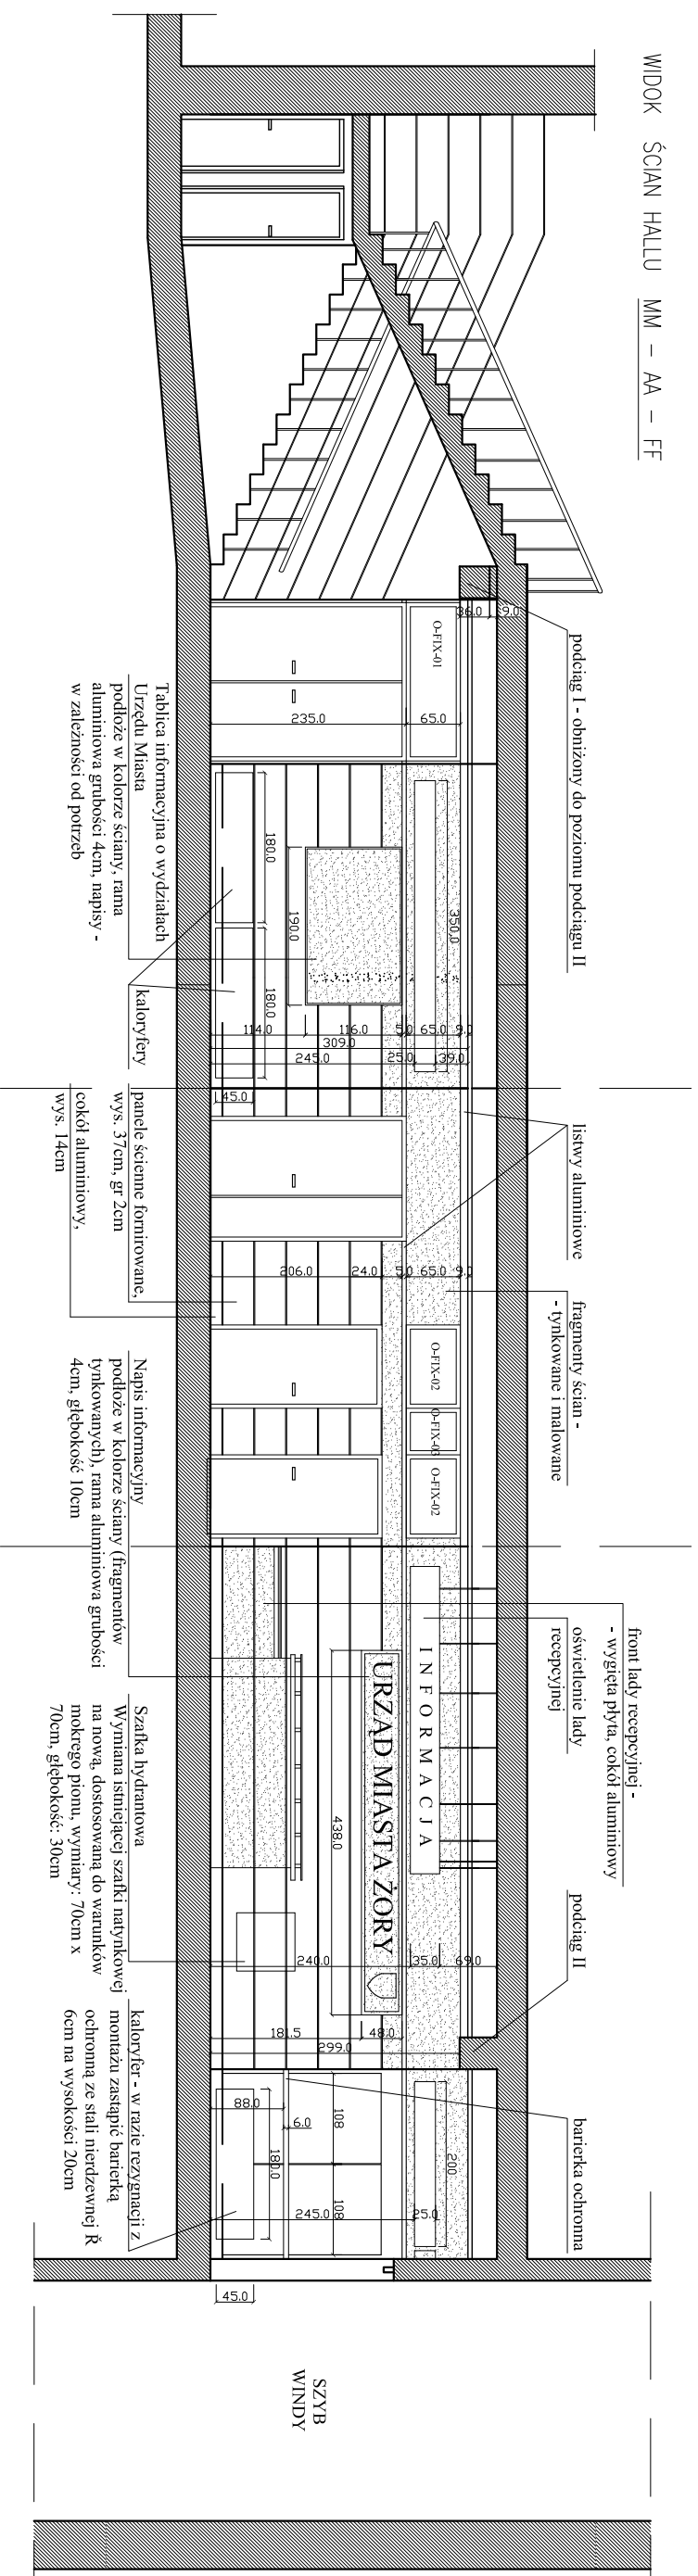 WIDOK ŚCIAN HALLU MM – AA – FF
podciąg I - obniżony do poziomu podciągu II
listwy aluminiowe
fragmenty ścian -
- tynkowane i malowane
front lady recepcyjnej -
- wygięta płyta, cokół aluminiowy
oświetlenie lady
recepcyjnej
podciąg II
barierka ochronna
36.0
9.0
O-FIX-01
235.0
65.0
350.0
180.0
190.0
180.0
114.0
116.0
5.0
65.0
9.0
309.0
245.0
25.0
39.0
45.0
206.0
24.0
5.0
65.0
9.0
O-FIX-02
O-FIX-03
O-FIX-02
INFORMACJA
URZĄD MIASTA ŻORY
438.0
240.0
35.0
69.0
181.5
48.0
299.0
88.0
6.0
108
108
180.0
200
245.0
25.0
45.0
SZYB
WINDY
Tablica informacyjna o wydziałach
Urzędu Miasta
podłoże w kolorze ściany, rama
aluminiowa grubości 4cm, napisy -
w zależności od potrzeb
kaloryfery
panele ścienne fornirowane,
wys. 37cm, gr 2cm
cokół aluminiowy,
wys. 14cm
Napis informacyjny
podłoże w kolorze ściany (fragmentów
tynkowanych), rama aluminiowa grubości
4cm, głębokość 10cm
Szafka hydrantowa
Wymiana istniejącej szafki natynkowej
na nową, dostosowaną do warunków
mokrego pionu, wymiary: 70cm x
70cm, głębokość: 30cm
kaloryfer - w razie rezygnacji z
montażu zastąpić barierką
ochronną ze stali nierdzewnej Ř
6cm na wysokości 20cm